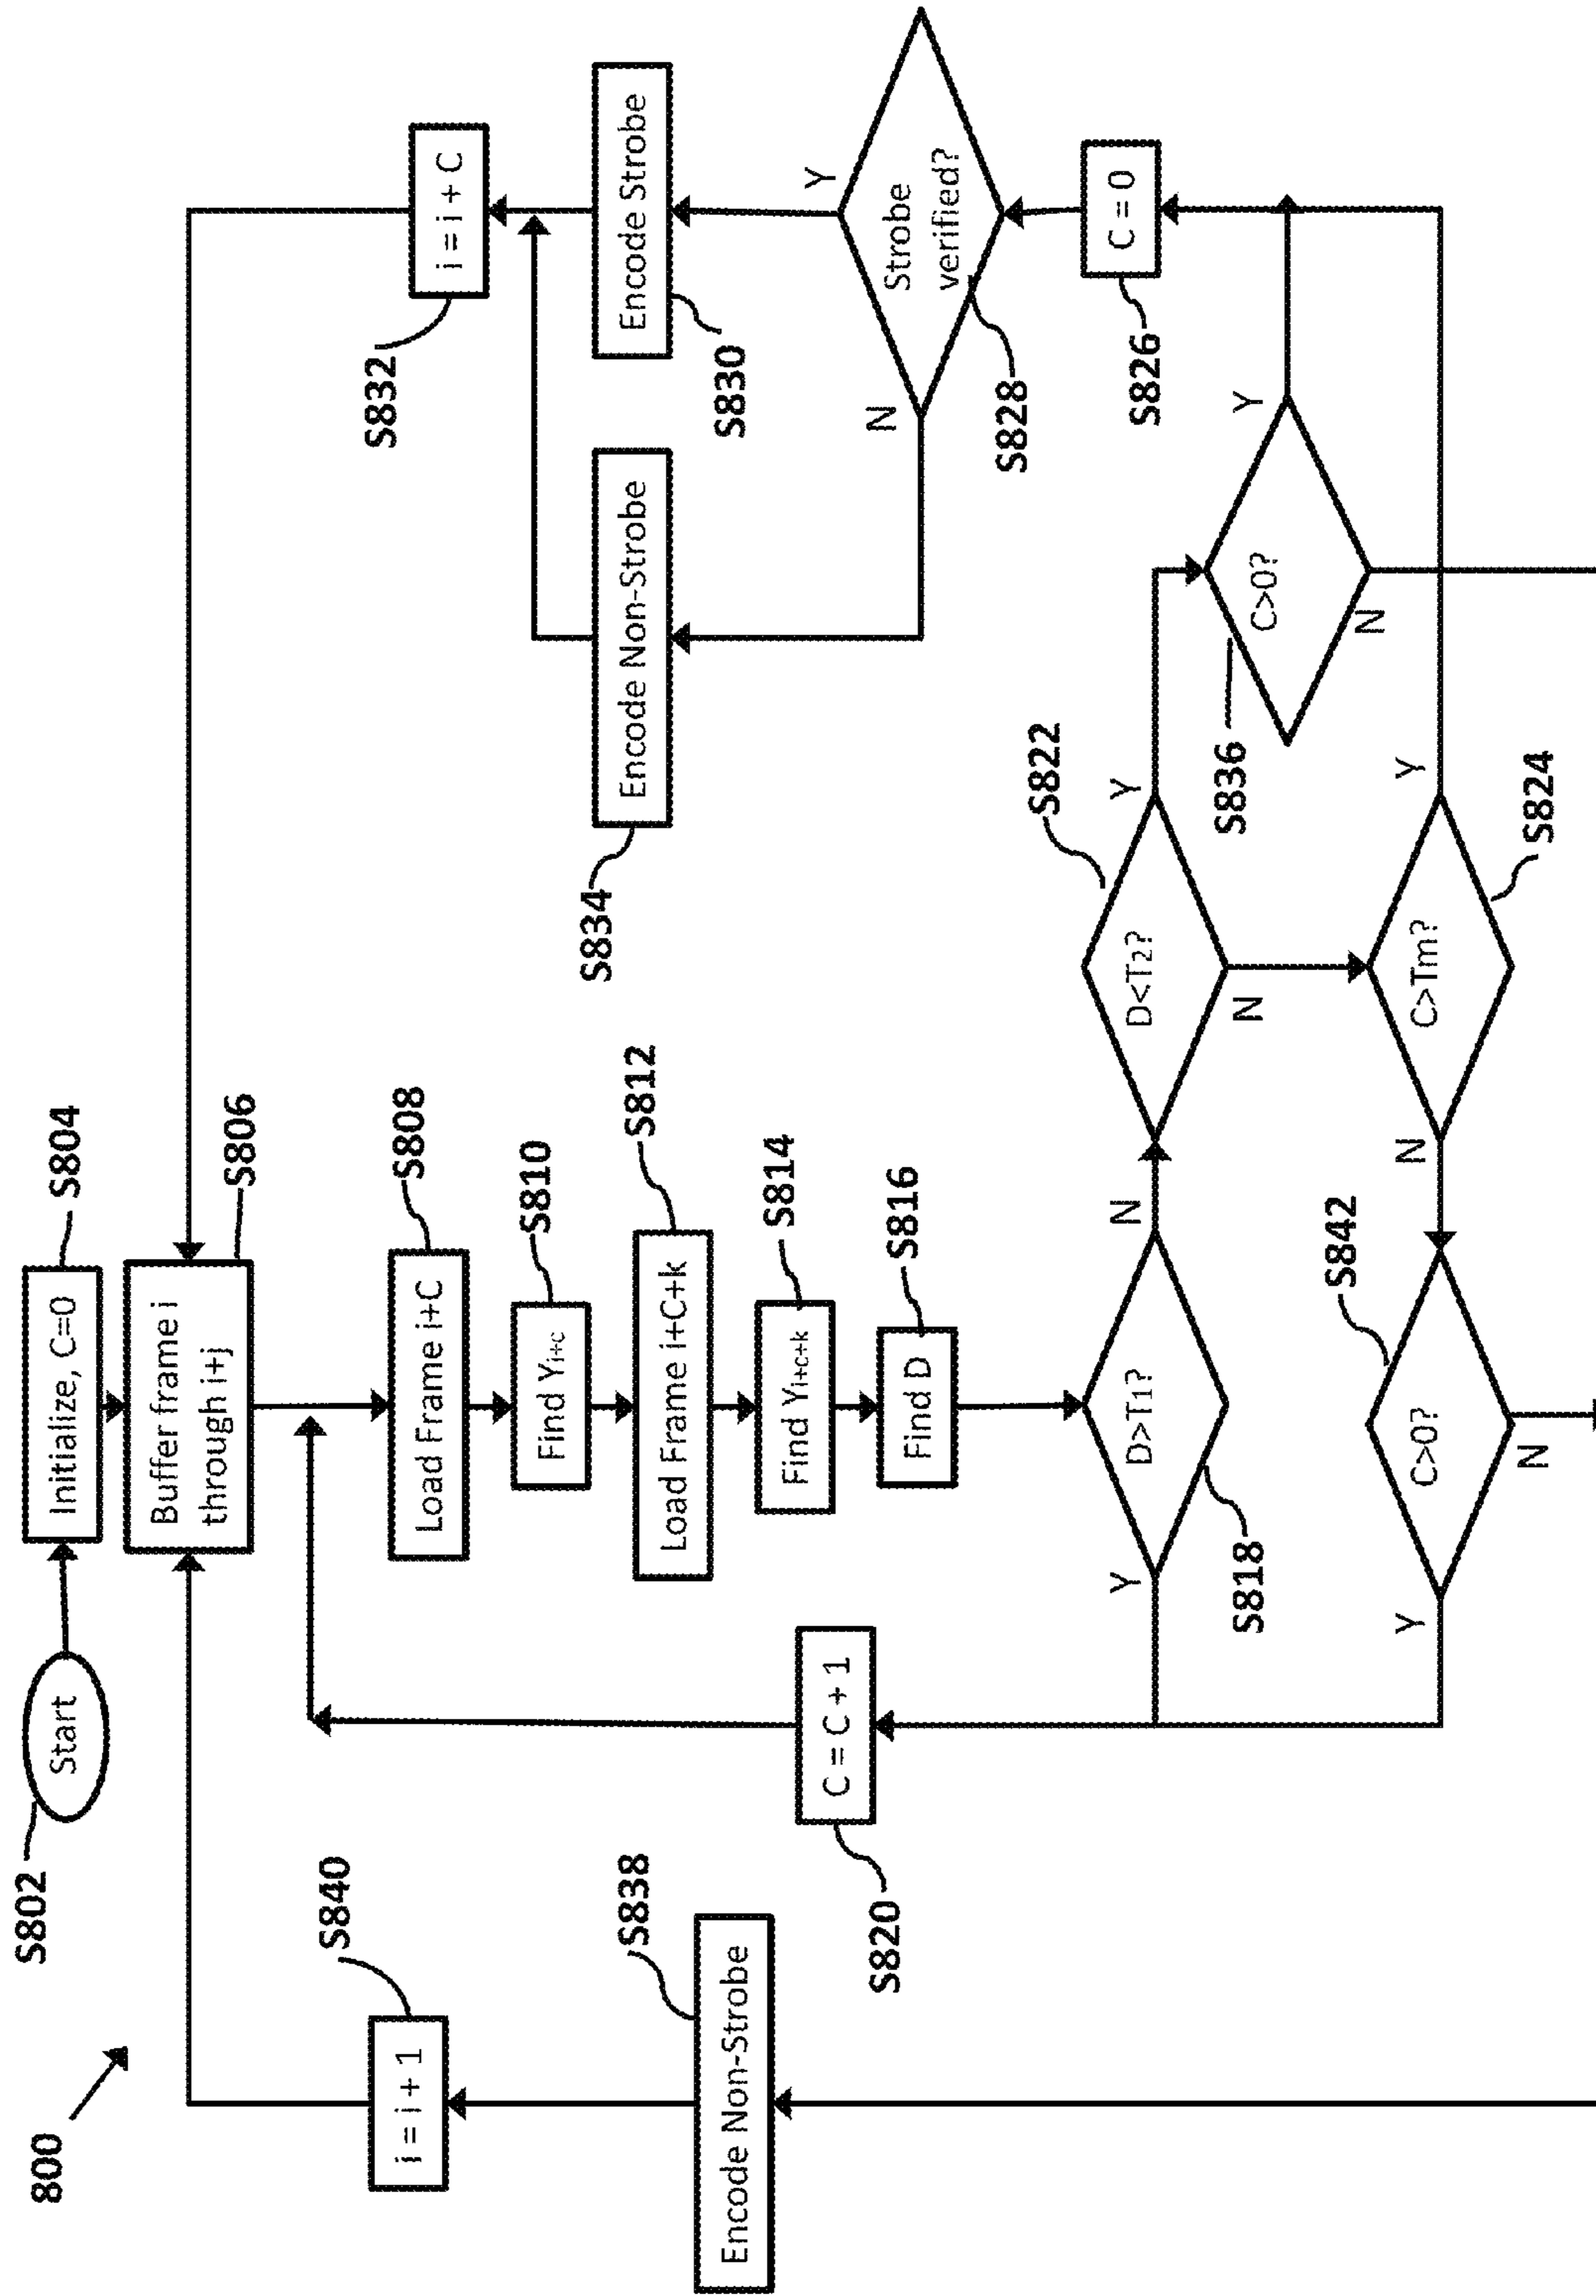 800
S802
Start
Initialize, C=0
S804
Buffer frame i
through i+j
S806
i = i + 1
S840
Load Frame i+C
S808
i = i + C
S832
Find Yi+c
S810
Load Frame i+C+k
S812
Encode Non-Strobe
S834
Encode Strobe
S830
Encode Non-Strobe
S838
C = C + 1
S820
Find Yi+c+k
S814
Find D
S816
Strobe
verified?
Y
N
S828
D>T1?
Y
N
S818
D<T2?
Y
N
S822
C = 0
S826
C>0?
Y
N
S836
C>0?
Y
N
S842
C>Tm?
Y
N
S824